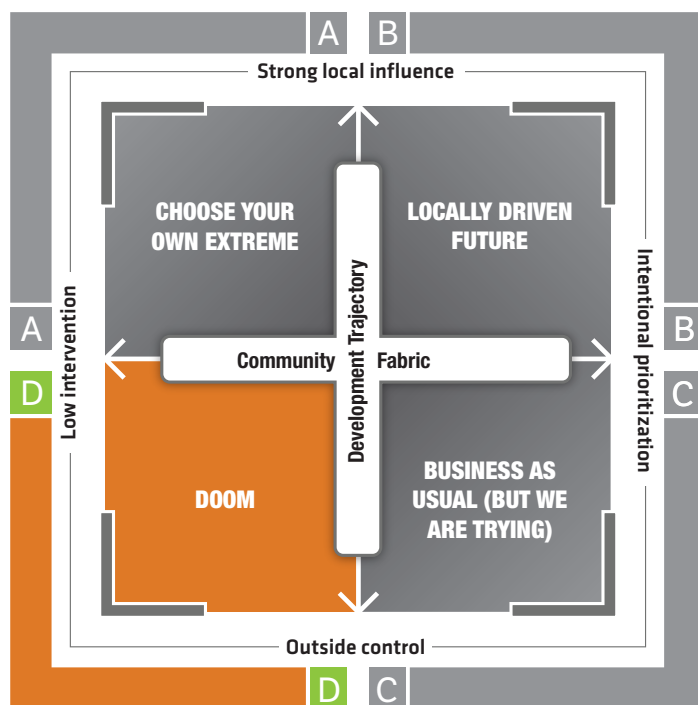 A B
Strong local influence
CHOOSE YOUR
OWN EXTREME
LOCALLY DRIVEN
FUTURE
Low intervention
Development Trajectory
Intentional prioritization
A
B
Community Fabric
D
C
DOOM
BUSINESS AS
USUAL (BUT WE
ARE TRYING)
Outside control
D C